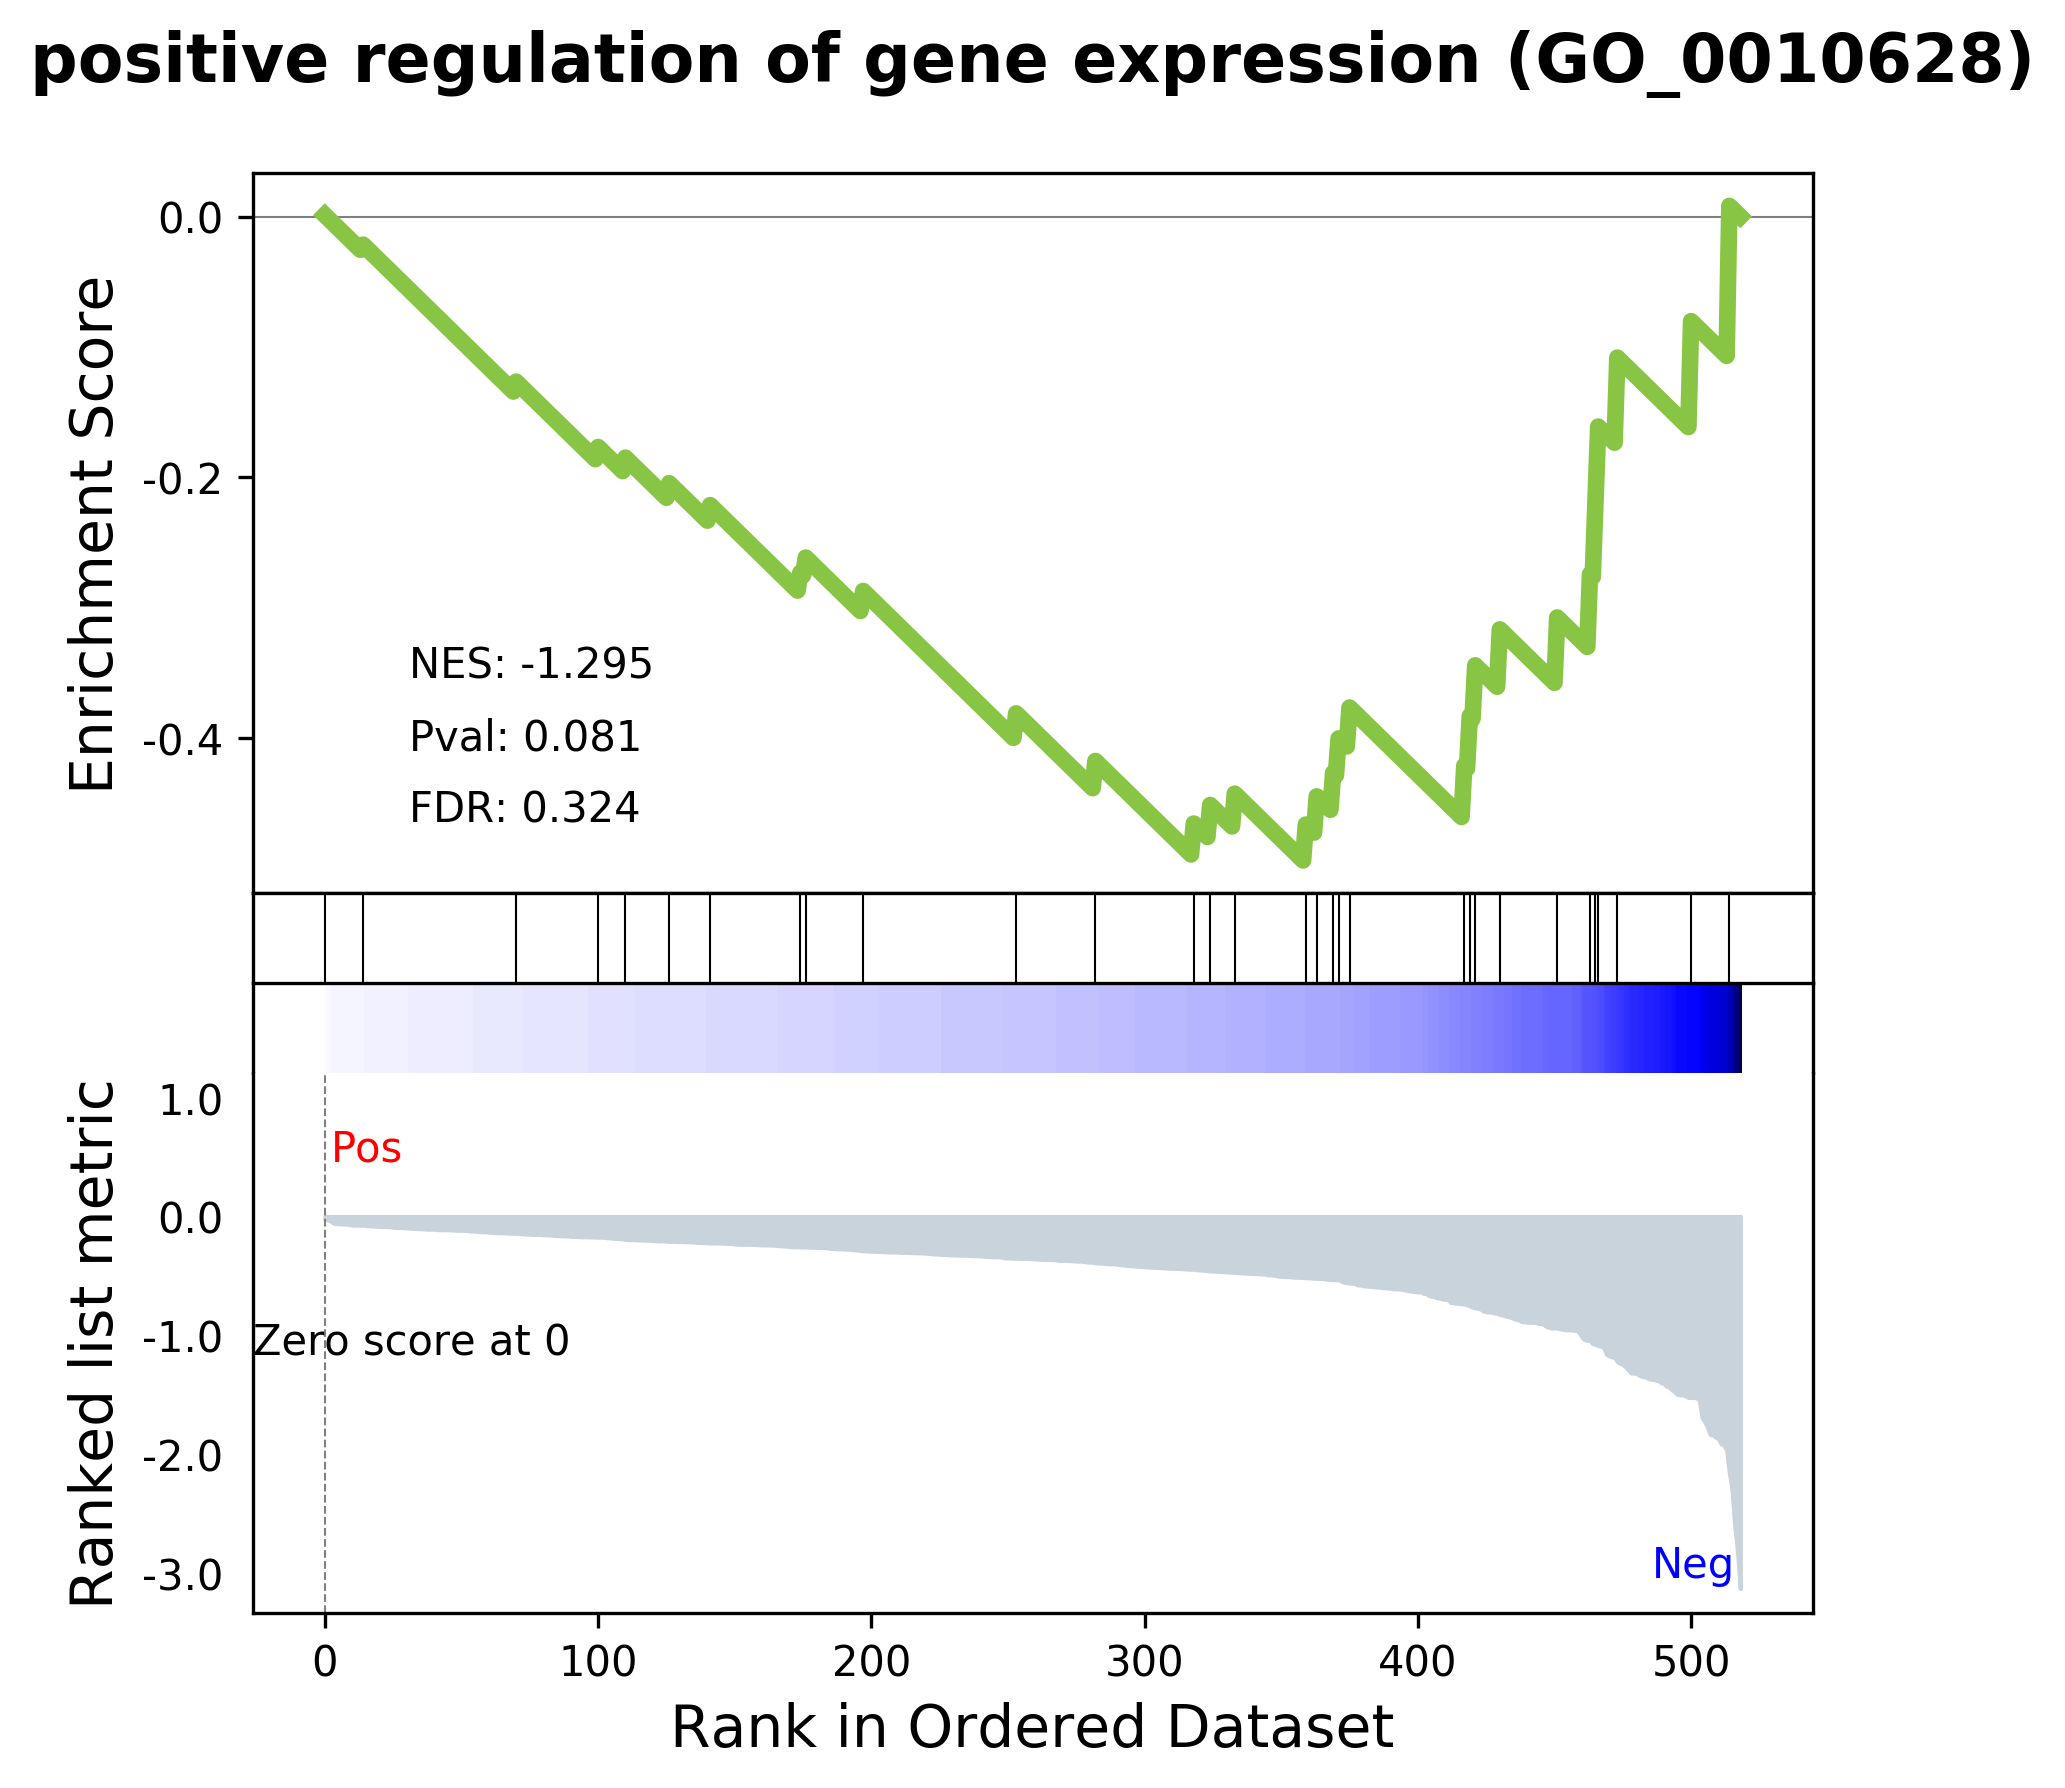 positive regulation of gene expression (GO_0010628)
Enrichment Score
0.0
-0.2
-0.4
NES: -1.295
Pval: 0.081
FDR: 0.324
Ranked list metric
1.0
0.0
-1.0
-2.0
-3.0
Pos
Zero score at 0
Neg
0 100 200 300 400 500
Rank in Ordered Dataset